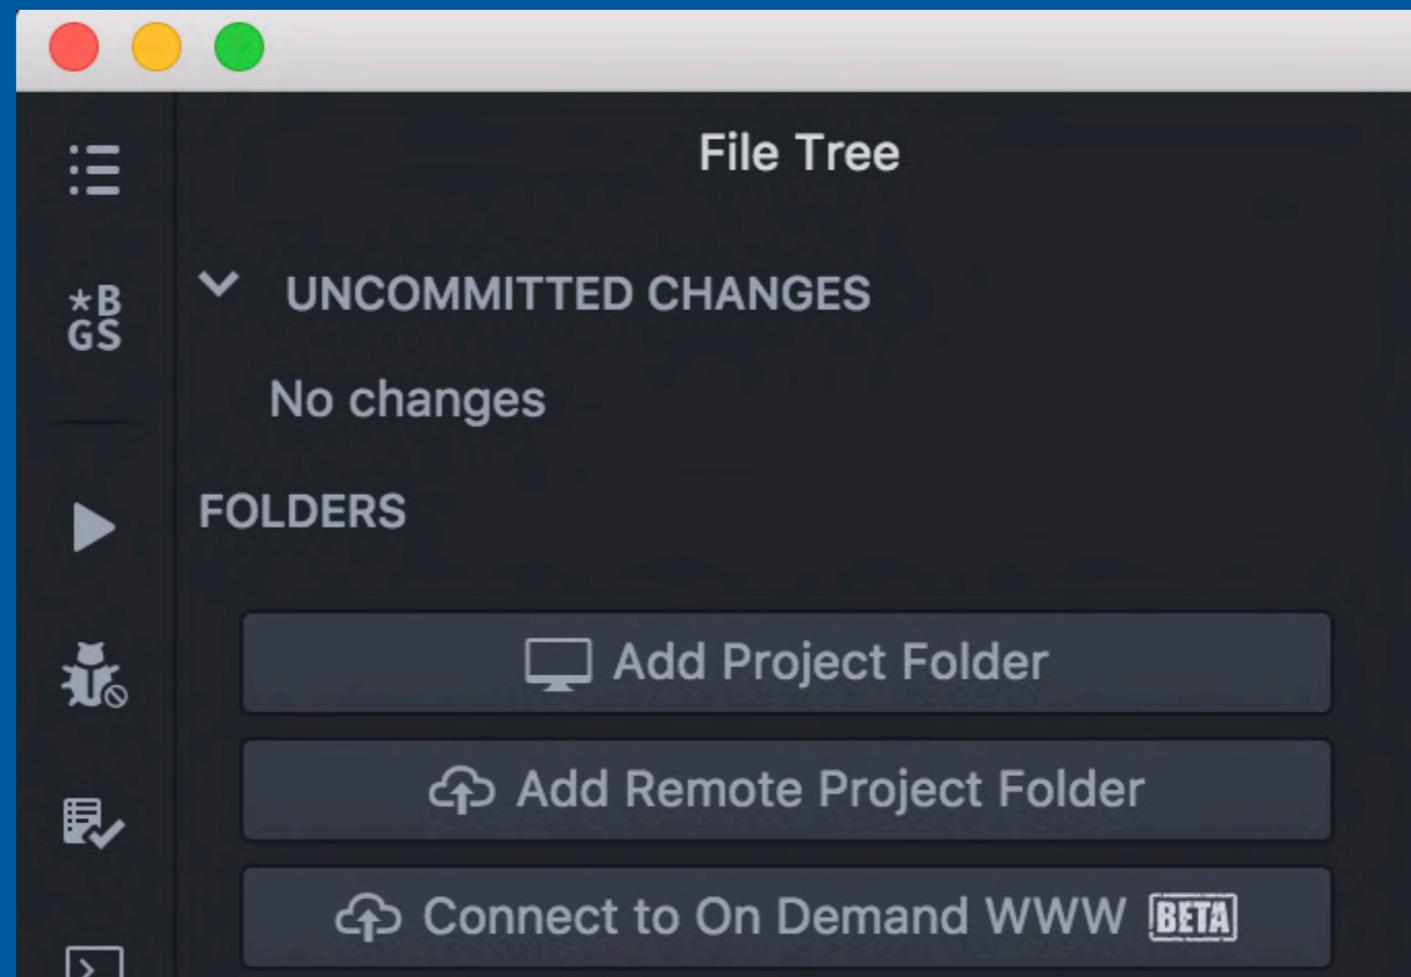 File Tree
*B
GS
UNCOMMITTED CHANGES
No changes
FOLDERS
Add Project Folder
Add Remote Project Folder
Connect to On Demand WWW BETA